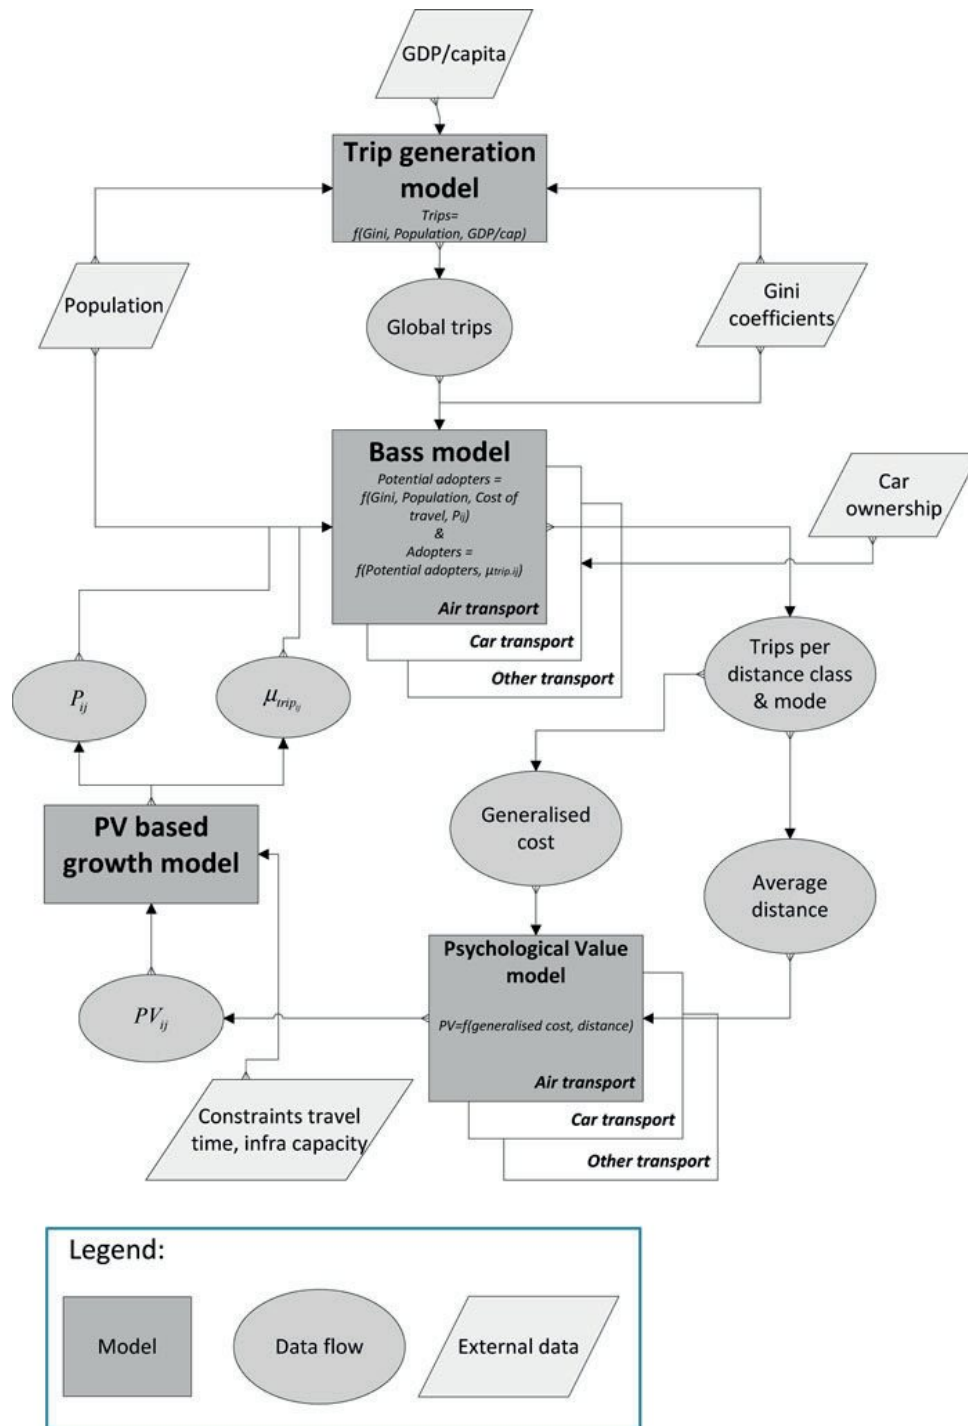 GDP/capita
Trip generation
model
Trips=
f(Gini, Population, GDP/cap)
Population
Gini
coefficients
Global trips
Bass model
Potential adopters =
f(Gini, Population, Cost of
travel, Pij)
&
Adopters =
f(Potential adopters, μtrip.ij)
Air transport
Car transport
Other transport
Car
ownership
Trips per
distance class
& mode
P_ij
μ_trip_ij
Generalised
cost
PV based
growth model
Average
distance
Psychological Value
model
PV=f(generalised cost, distance)
Air transport
Car transport
Other transport
PV_ij
Constraints travel
time, infra capacity
Legend:
Model
Data flow
External data